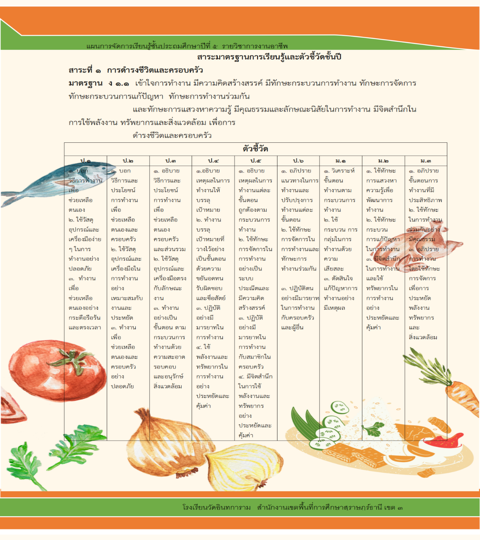 แผนการจัดการเรียนรู้ชั้นประถมศึกษาปีที่ ๕ รายวิชาการงานอาชีพ
สาระมาตรฐานการเรียนรู้และตัวชี้วัดชั้นปี
สาระที่ ๑ การดำรงชีวิตและครอบครัว
มาตรฐาน ง ๑.๑ เข้าใจการทำงาน มีความคิดสร้างสรรค์ มีทักษะกระบวนการทำงาน ทักษะการจัดการ
ทักษะกระบวนการแก้ปัญหา ทักษะการทำงานร่วมกัน
และทักษะการแสวงหาความรู้ มีคุณธรรมและลักษณะนิสัยในการทำงาน มีจิตสำนึกใน
การใช้พลังงาน ทรัพยากรและสิ่งแวดล้อม เพื่อการ
ดำรงชีวิตและครอบครัว
ตัวชี้วัด
ป.๑
๑. บอก
วิธีการทำงาน
เพื่อ
ช่วยเหลือ
ตนเอง
๒. ใช้วัสดุ
อุปกรณ์และ
เครื่องมือง่าย
ๆ ในการ
ทำงานอย่าง
ปลอดภัย
๓. ทำงาน
เพื่อ
ช่วยเหลือ
ตนเองอย่าง
กระตือรือร้น
และตรงเวลา
ป.๒
๑. บอก
วิธีการและ
ประโยชน์
การทำงาน
เพื่อ
ช่วยเหลือ
ตนเองและ
ครอบครัว
๒. ใช้วัสดุ
อุปกรณ์และ
เครื่องมือใน
การทำงาน
อย่าง
เหมาะสมกับ
งานและ
ประหยัด
๓. ทำงาน
เพื่อ
ช่วยเหลือ
ตนเองและ
ครอบครัว
อย่าง
ปลอดภัย
ป.๓
๑. อธิบาย
วิธีการและ
ประโยชน์
การทำงาน
เพื่อ
ช่วยเหลือ
ตนเอง
ครอบครัว
และส่วนรวม
๒. ใช้วัสดุ
อุปกรณ์และ
เครื่องมือตรง
กับลักษณะ
งาน
๓. ทำงาน
อย่างเป็น
ขั้นตอน ตาม
กระบวนการ
ทำงานด้วย
ความสะอาด
รอบคอบ
และอนุรักษ์
สิ่งแวดล้อม
ป.๔
๑.อธิบาย
เหตุผลในการ
ทำงานให้
บรรลุ
เป้าหมาย
๒. ทำงาน
บรรลุ
เป้าหมายที่
วางไว้อย่าง
เป็นขั้นตอน
ด้วยความ
ขยันอดทน
รับผิดชอบ
และซื่อสัตย์
๓. ปฏิบัติ
อย่างมี
มารยาทใน
การทำงาน
๔. ใช้
พลังงานและ
ทรัพยากรใน
การทำงาน
อย่าง
ประหยัดและ
คุ้มค่า
ป.๕
๑. อธิบาย
เหตุผลในการ
ทำงานแต่ละ
ขั้นตอน
ถูกต้องตาม
กระบวนการ
ทำงาน
๒. ใช้ทักษะ
การจัดการใน
การทำงาน
อย่างเป็น
ระบบ
ประณีตและ
มีความคิด
สร้างสรรค์
๓. ปฏิบัติ
อย่างมี
มารยาทใน
การทำงาน
กับสมาชิกใน
ครอบครัว
๔. มีจิตสำนึก
ในการใช้
พลังงานและ
ทรัพยากร
อย่าง
ประหยัดและ
คุ้มค่า
ป.๖
๑. อภิปราย
แนวทางในการ
ทำงานและ
ปรับปรุงการ
ทำงานแต่ละ
ขั้นตอน
๒. ใช้ทักษะ
การจัดการใน
การทำงานและ
ทักษะการ
ทำงานร่วมกัน
๓. ปฏิบัติตน
อย่างมีมารยาท
ในการทำงาน
กับครอบครัว
และผู้อื่น
ม.๑
๑. วิเคราะห์
ขั้นตอน
ทำงานตาม
กระบวนการ
ทำงาน
๒. ใช้
กระบวน การ
กลุ่มในการ
ทำงานด้วย
ความ
เสียสละ
๓. ตัดสินใจ
แก้ปัญหาการ
ทำงานอย่าง
มีเหตุผล
ม.๒
๑. ใช้ทักษะ
การแสวงหา
ความรู้เพื่อ
พัฒนาการ
ทำงาน
๒. ใช้ทักษะ
กระบวน
การแก้ปัญหา
ในการทำงาน
๓. มีจิตสำนึก
ในการทำงาน
และใช้
ทรัพยากรใน
การทำงาน
อย่าง
ประหยัดและ
คุ้มค่า
ม.๓
๑. อภิปราย
ขั้นตอนการ
ทำงานที่มี
ประสิทธิภาพ
๒. ใช้ทักษะ
ในการทำงาน
ร่วมกันอย่าง
มีคุณธรรม
๓. อภิปราย
การทำงาน
โดยใช้ทักษะ
การจัดการ
เพื่อการ
ประหยัด
พลังงาน
ทรัพยากร
และ
สิ่งแวดล้อม
โรงเรียนวัดจันทาราม สำนักงานเขตพื้นที่การศึกษา